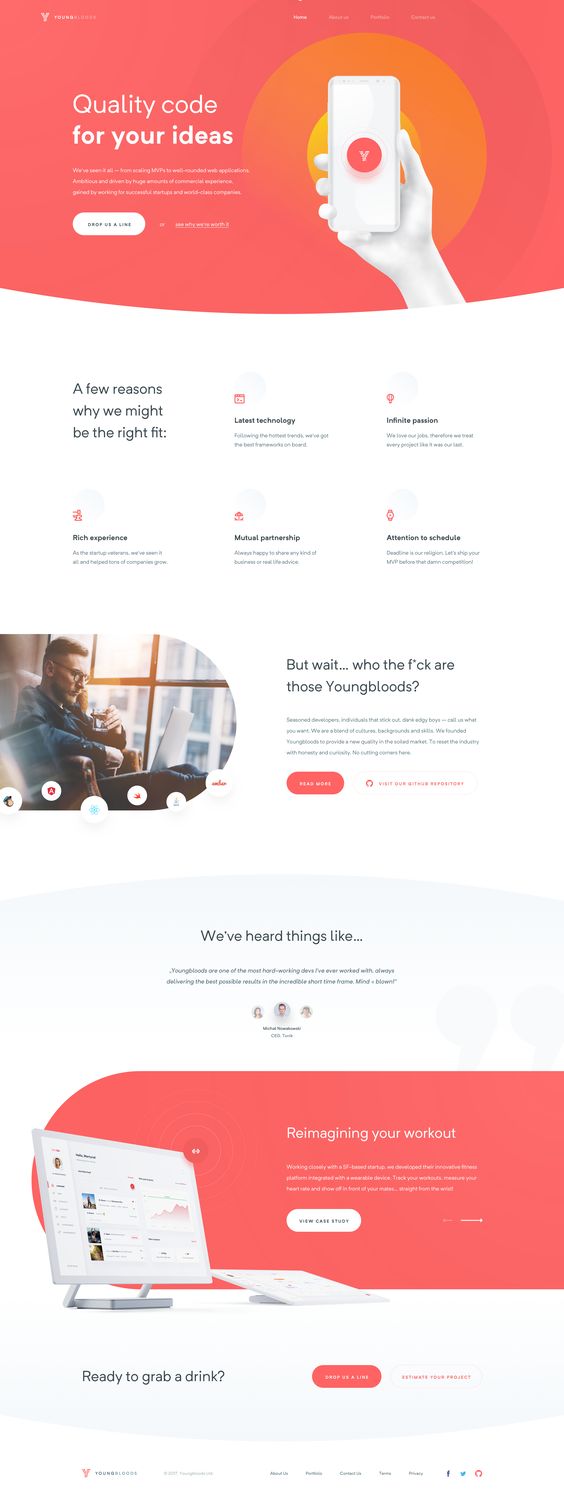 YOUNGBLOODS
Home About us Portfolio Contact us
Quality code
for your ideas
We've seen it all — from scaling MVPs to well-rounded web applications.
Ambitious and driven by huge amounts of commercial experience,
gained by working for successful startups and world-class companies.
DROP US A LINE or see why we're worth it
A few reasons
why we might
be the right fit:
Latest technology
Following the hottest trends, we've got
the best frameworks on board.
Infinite passion
We love our jobs, therefore we treat
every project like it was our last.
Rich experience
As the startup veterans, we've seen it
all and helped tons of companies grow.
Mutual partnership
Always happy to share any kind of
business or real life advice.
Attention to schedule
Deadline is our religion. Let's ship your
MVP before that damn competition!
But wait... who the f*ck are
those Youngbloods?
Seasoned developers, individuals that stick out, dank edgy boys — call us what
you want. We are a blend of cultures, backgrounds and skills. We founded
Youngbloods to provide a new quality in the soiled market. To reset the industry
with honesty and curiosity. No cutting corners here.
READ MORE VISIT OUR GITHUB REPOSITORY
ember
We've heard things like...
„Youngbloods are one of the most hard-working devs I've ever worked with, always
delivering the best possible results in the incredible short time frame. Mind = blown!"
Michał Nowakowski
CEO, Tonik
Reimagining your workout
Working closely with a SF-based startup, we developed their innovative fitness
platform integrated with a wearable device. Track your workouts, measure your
heart rate and show off in front of your mates... straight from the wrist!
VIEW CASE STUDY
Ready to grab a drink?
DROP US A LINE ESTIMATE YOUR PROJECT
YOUNGBLOODS © 2017, Youngbloods Ltd. About Us Portfolio Contact Us Terms Privacy